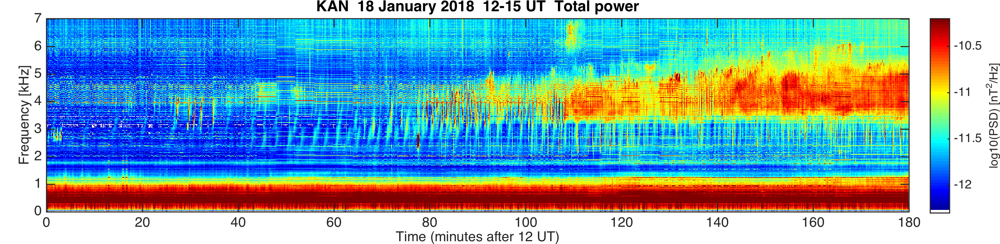 KAN 18 January 2018 12-15 UT Total power
7
6
5
4
3
2
1
0
Frequency [kHz]
0 20 40 60 80 100 120 140 160 180
Time (minutes after 12 UT)
-10.5
-11
-11.5
-12
log10(PSD) [nT²/Hz]